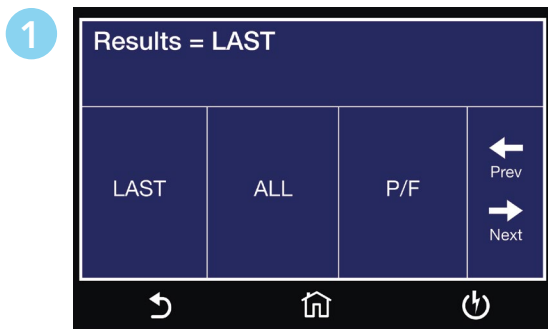 1
Results = LAST
LAST
ALL
P/F
Prev
Next